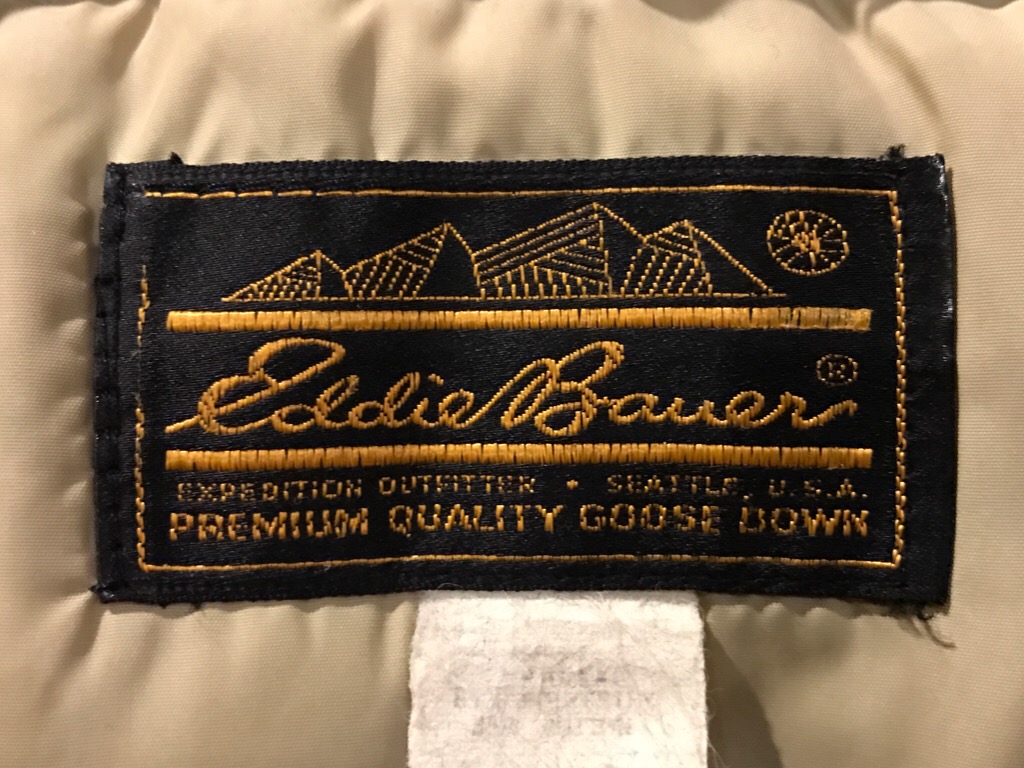 Eddie Bauer ®
EXPEDITION OUTFITTER • SEATTLE, U.S.A.
PREMIUM QUALITY GOOSE DOWN